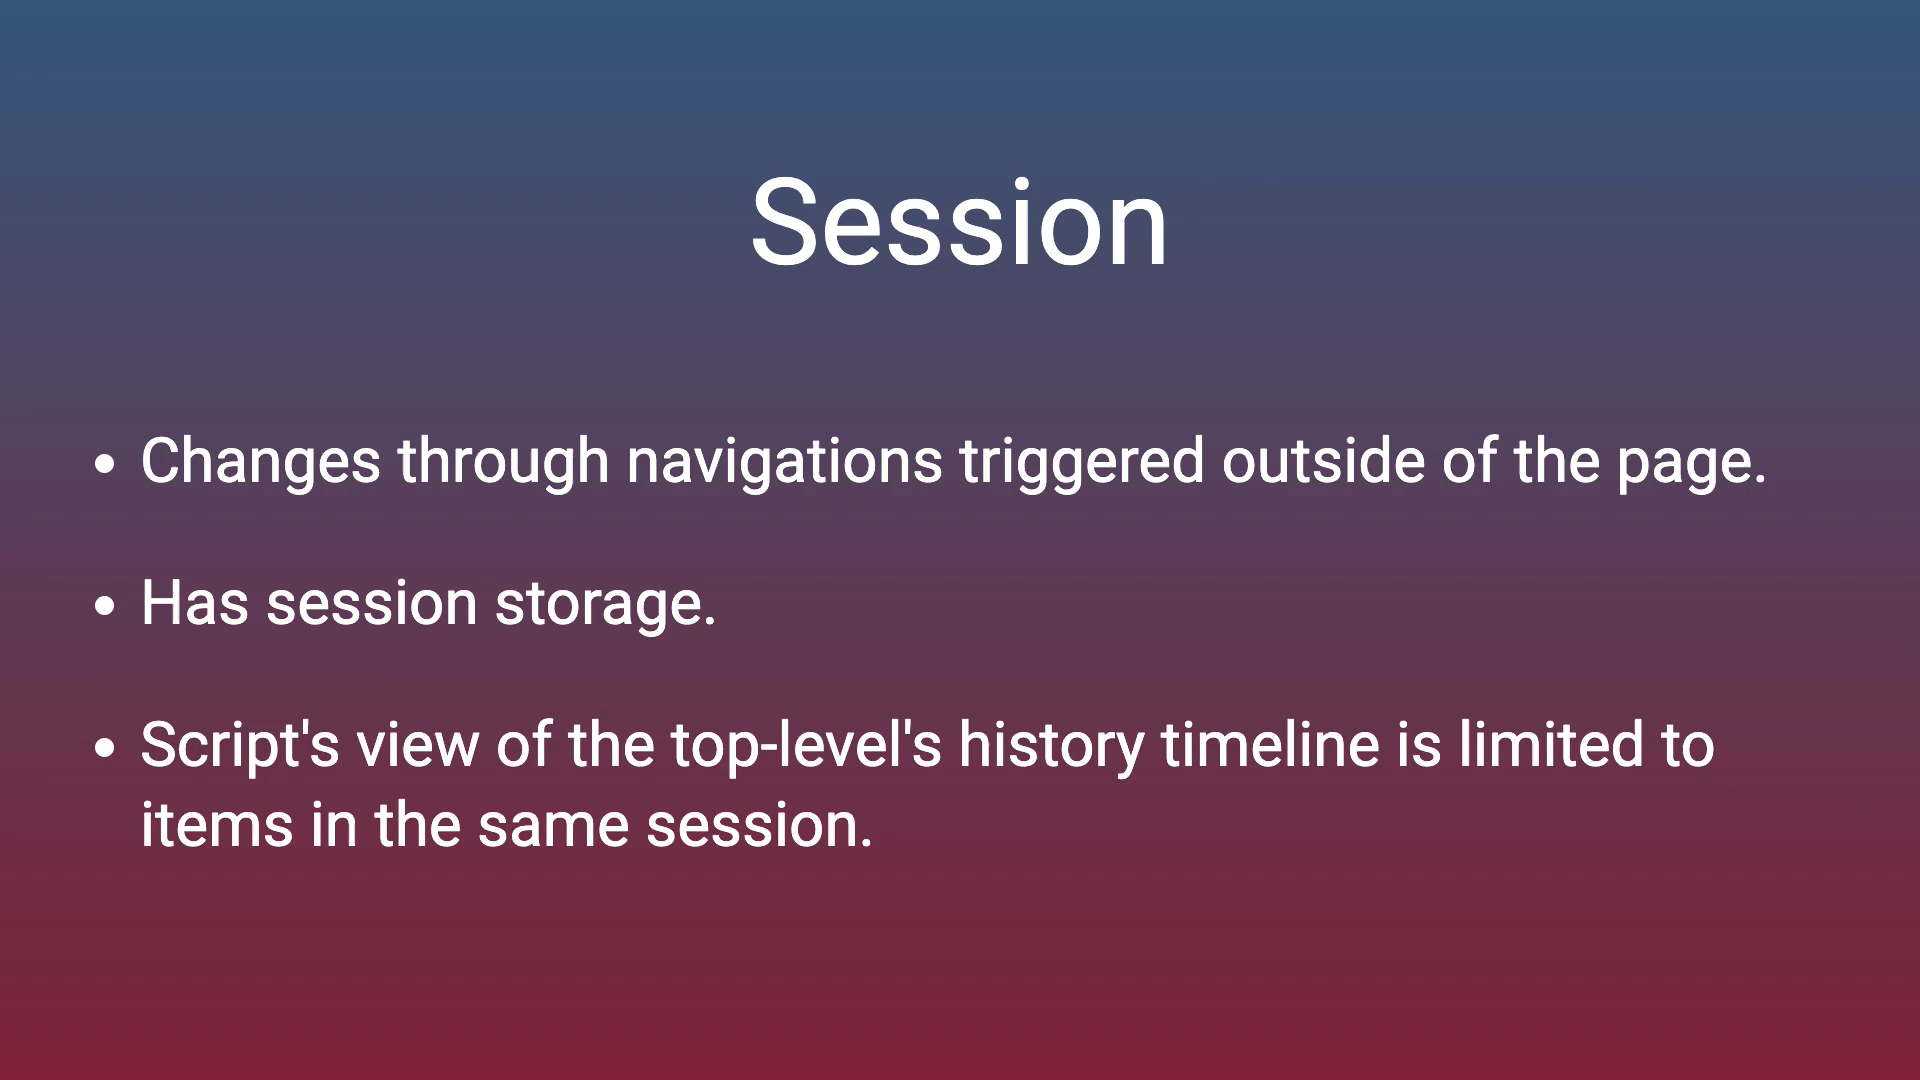 Session
• Changes through navigations triggered outside of the page.
• Has session storage.
• Script's view of the top-level's history timeline is limited to
items in the same session.